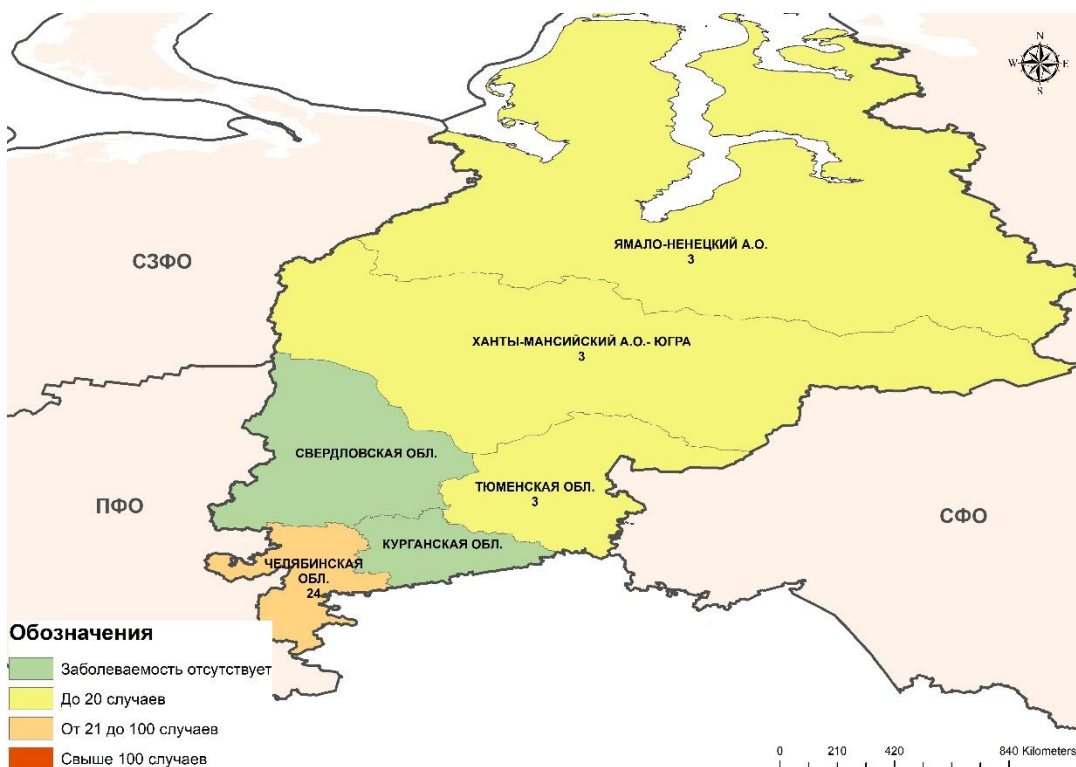 N
W E
S
ЯМАЛО-НЕНЕЦКИЙ А.О.
3
СЗФО
ХАНТЫ-МАНСИЙСКИЙ А.О.- ЮГРА
3
СВЕРДЛОВСКАЯ ОБЛ.
ТЮМЕНСКАЯ ОБЛ.
3
ПФО
СФО
КУРГАНСКАЯ ОБЛ.
ЧЕЛЯБИНСКАЯ
ОБЛ.
24
Обозначения
Заболеваемость отсутствует
До 20 случаев
От 21 до 100 случаев
Свыше 100 случаев
0 210 420 840 Kilometers